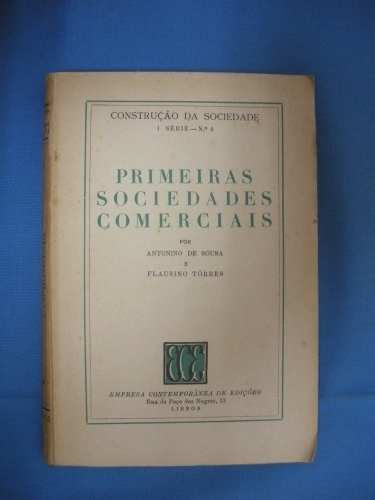 CONSTRUÇÃO DA SOCIEDADE
1 SÉRIE — N.º 4
PRIMEIRAS
SOCIEDADES
COMERCIAIS
POR
ANTONINO DE SOUSA
E
FLAUSINO TÔRRES
ECE
EMPRESA CONTEMPORÂNEA DE EDIÇÕES
Rua do Poço dos Negros, 15
LISBOA